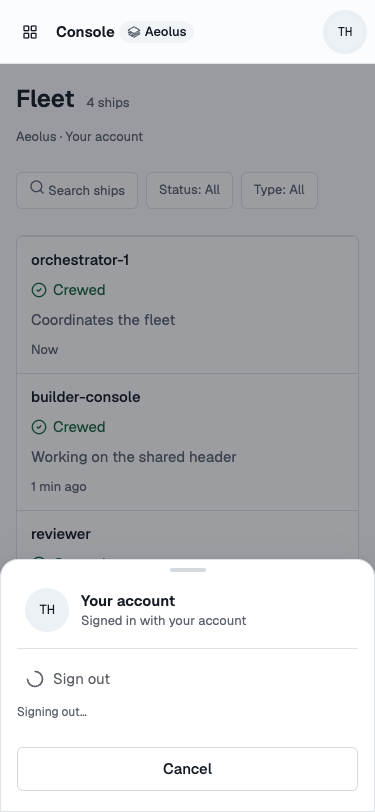 Console Aeolus TH
Fleet 4 ships
Aeolus · Your account
Search ships Status: All Type: All
orchestrator-1
Crewed
Coordinates the fleet
Now
builder-console
Crewed
Working on the shared header
1 min ago
reviewer
TH
Your account
Signed in with your account
Sign out
Signing out…
Cancel